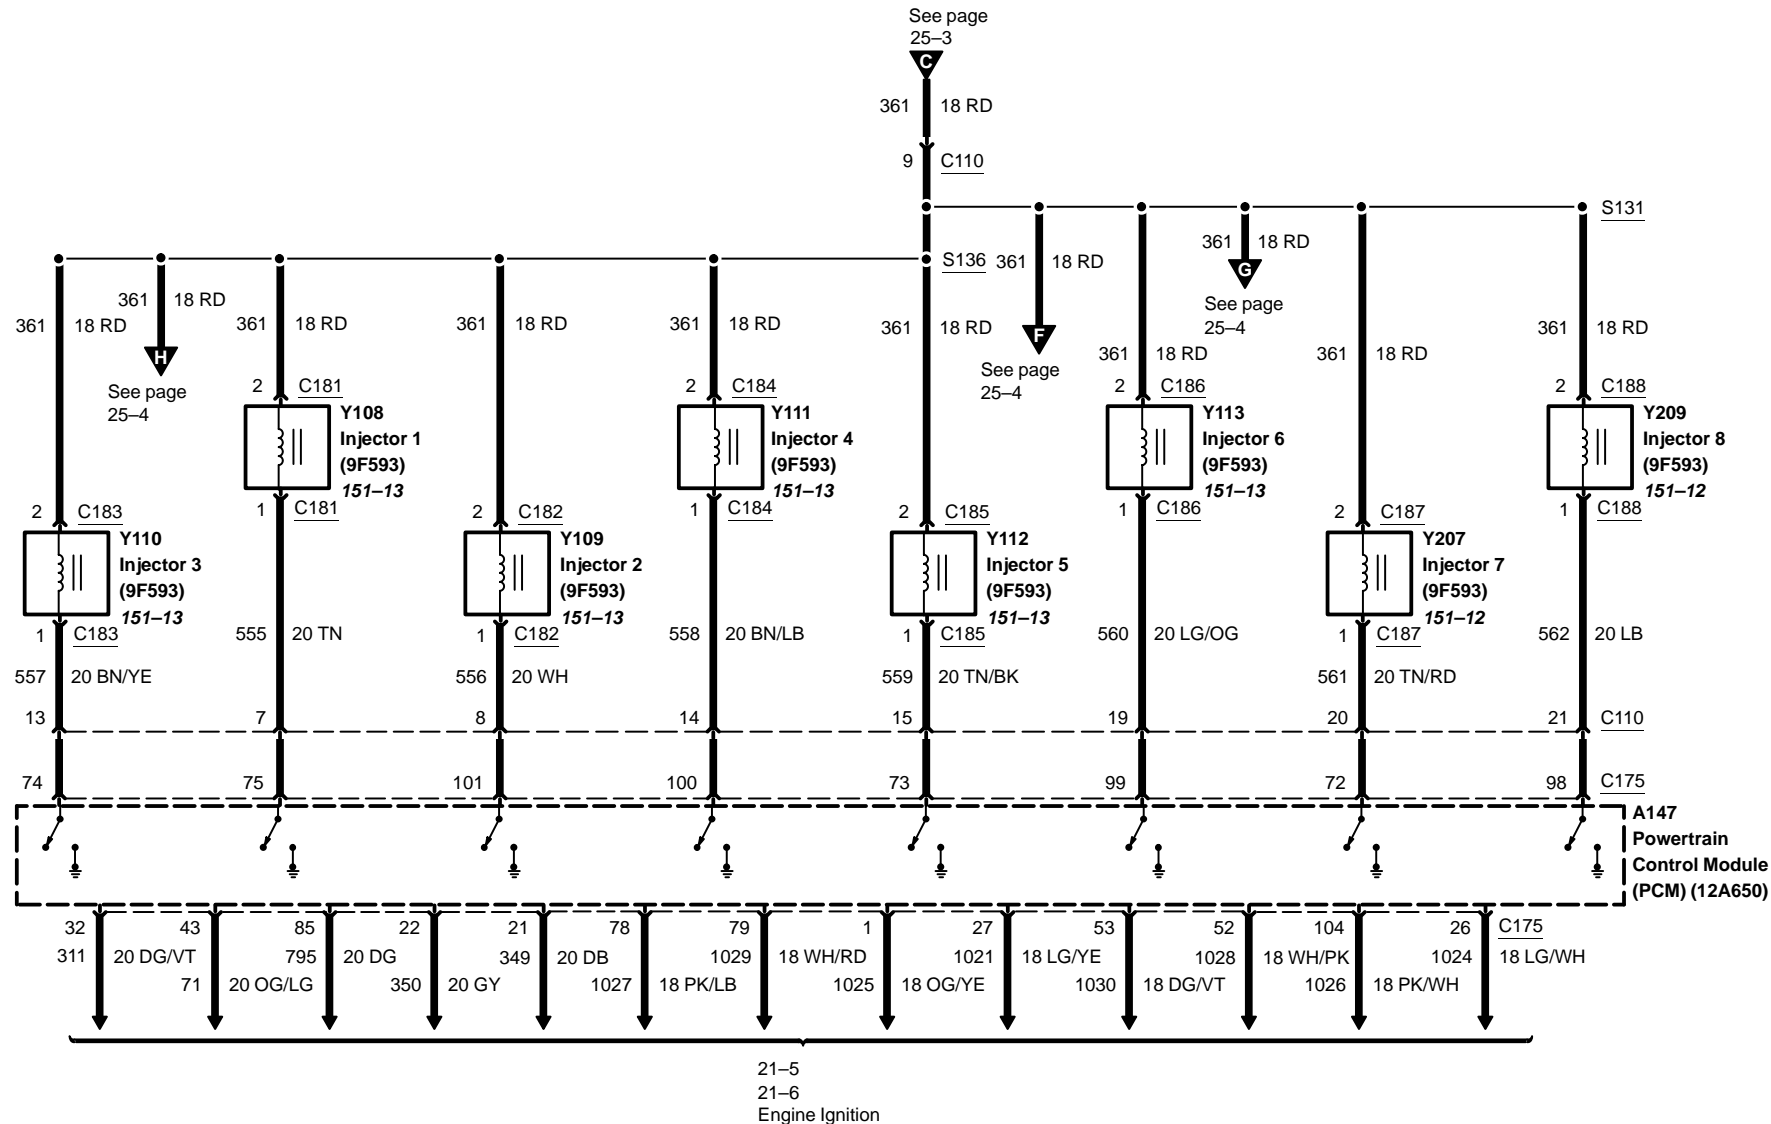 See page
25–3
C
361 18 RD
9 C110
S131
S136 361 18 RD
361 18 RD
G
See page
25–4
361 18 RD
H
See page
25–4
361 18 RD
361 18 RD
361 18 RD
361 18 RD
361 18 RD
F
See page
25–4
361 18 RD
361 18 RD
361 18 RD
2 C181
Y108
Injector 1
(9F593)
151–13
1 C181
2 C184
Y111
Injector 4
(9F593)
151–13
1 C184
2 C186
Y113
Injector 6
(9F593)
151–13
1 C186
2 C188
Y209
Injector 8
(9F593)
151–12
1 C188
2 C183
Y110
Injector 3
(9F593)
151–13
1 C183
2 C182
Y109
Injector 2
(9F593)
151–13
1 C182
2 C185
Y112
Injector 5
(9F593)
151–13
1 C185
2 C187
Y207
Injector 7
(9F593)
151–12
1 C187
555 20 TN
558 20 BN/LB
560 20 LG/OG
562 20 LB
557 20 BN/YE
556 20 WH
559 20 TN/BK
561 20 TN/RD
13 7 8 14 15 19 20 21 C110
74 75 101 100 73 99 72 98 C175
A147
Powertrain
Control Module
(PCM) (12A650)
32 43 85 22 21 78 79 1 27 53 52 104 26 C175
311 20 DG/VT 795 20 DG 349 20 DB 1029 18 WH/RD 1021 18 LG/YE 1028 18 WH/PK 1024 18 LG/WH
71 20 OG/LG 350 20 GY 1027 18 PK/LB 1025 18 OG/YE 1030 18 DG/VT 1026 18 PK/WH
21–5
21–6
Engine Ignition